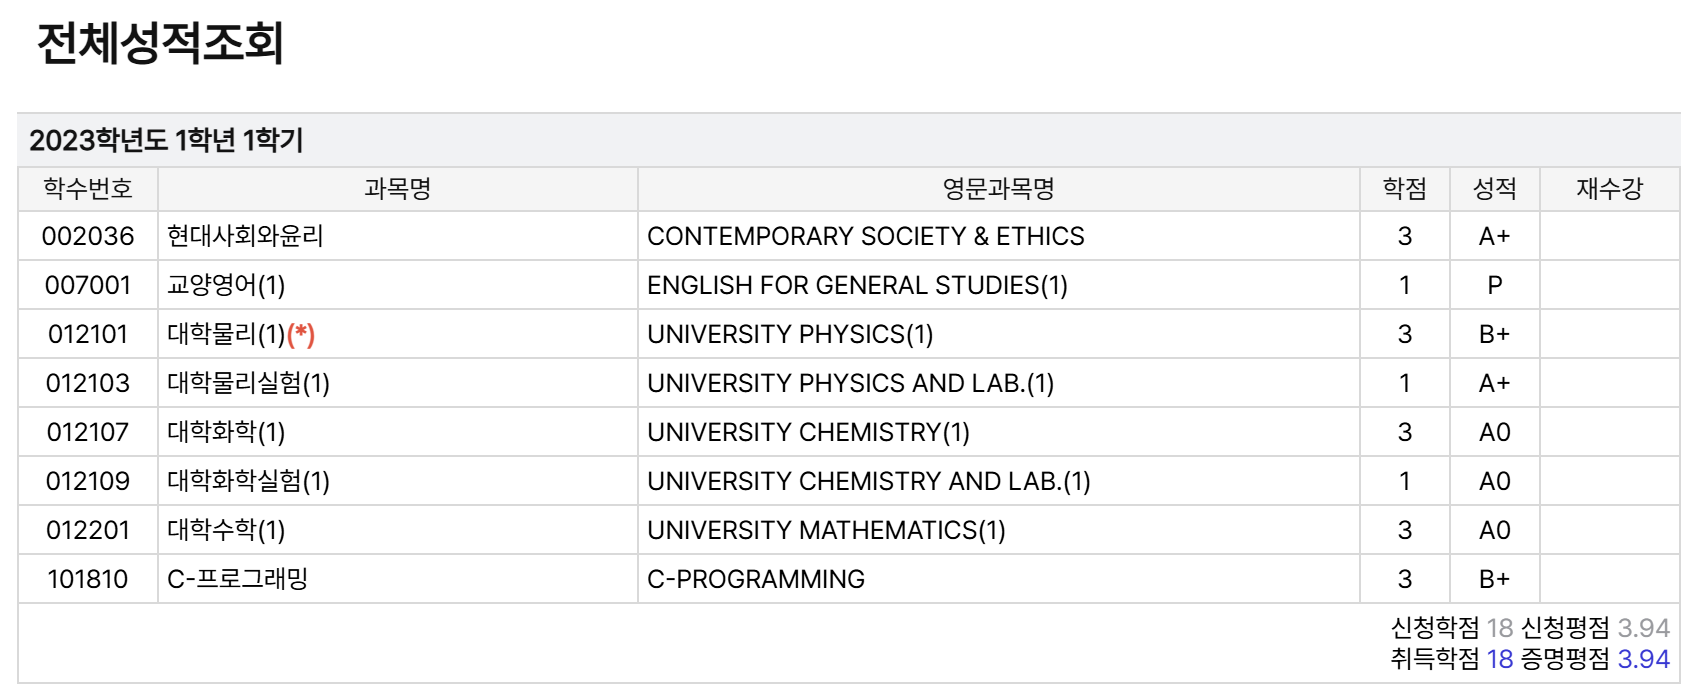 전체성적조회
2023학년도 1학년 1학기
학수번호 과목명 영문과목명 학점 성적 재수강
002036 현대사회와윤리 CONTEMPORARY SOCIETY & ETHICS 3 A+
007001 교양영어(1) ENGLISH FOR GENERAL STUDIES(1) 1 P
012101 대학물리(1)(*) UNIVERSITY PHYSICS(1) 3 B+
012103 대학물리실험(1) UNIVERSITY PHYSICS AND LAB.(1) 1 A+
012107 대학화학(1) UNIVERSITY CHEMISTRY(1) 3 A0
012109 대학화학실험(1) UNIVERSITY CHEMISTRY AND LAB.(1) 1 A0
012201 대학수학(1) UNIVERSITY MATHEMATICS(1) 3 A0
101810 C-프로그래밍 C-PROGRAMMING 3 B+
신청학점 18 신청평점 3.94
취득학점 18 증명평점 3.94